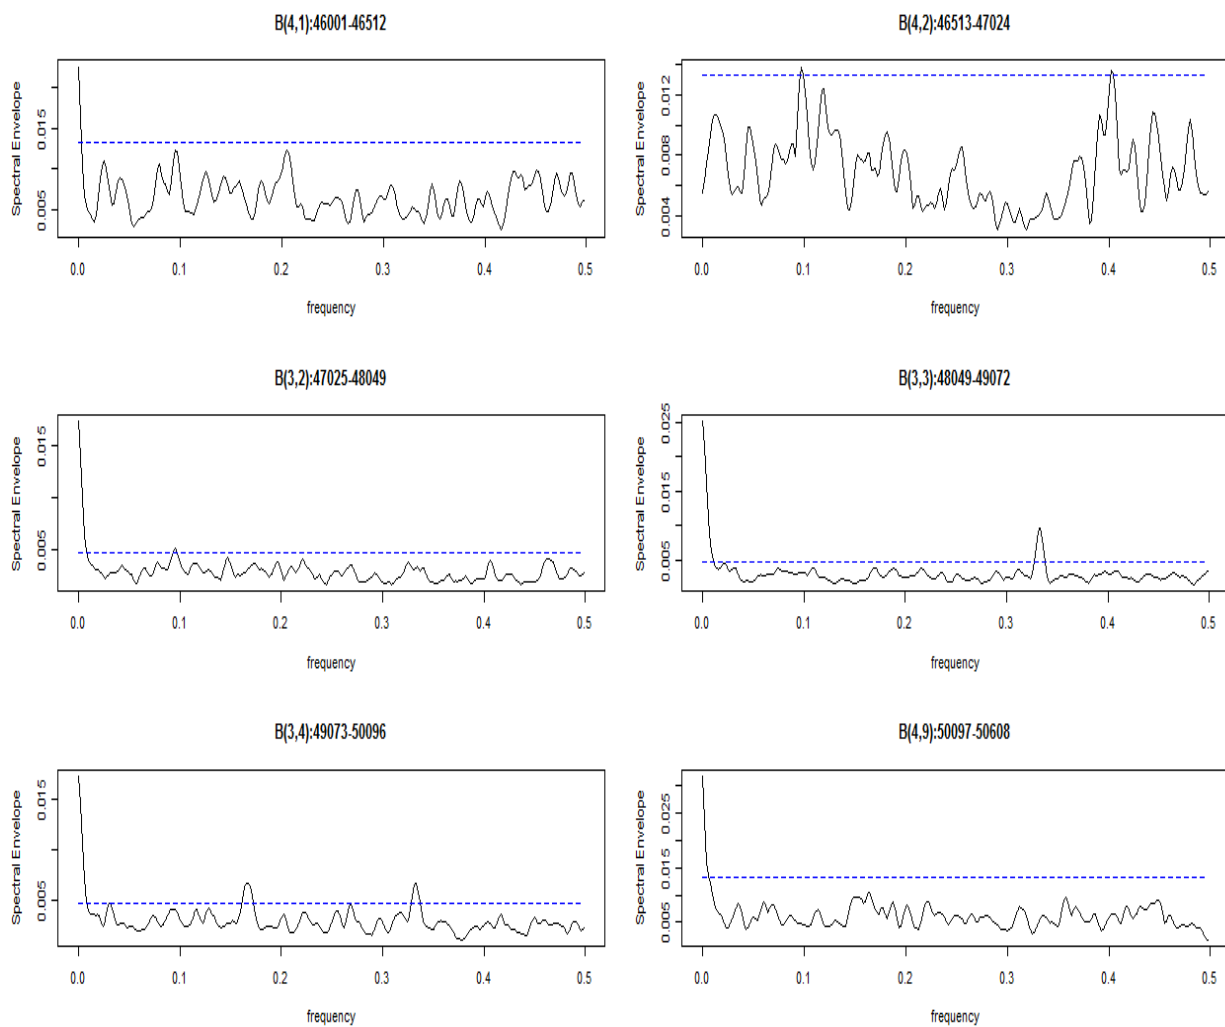 B(4,1):46001-46512
Spectral Envelope
0.005 0.015
0.0 0.1 0.2 0.3 0.4 0.5
frequency
B(4,2):46513-47024
Spectral Envelope
0.004 0.008 0.012
0.0 0.1 0.2 0.3 0.4 0.5
frequency
B(3,2):47025-48049
Spectral Envelope
0.005 0.015
0.0 0.1 0.2 0.3 0.4 0.5
frequency
B(3,3):48049-49072
Spectral Envelope
0.005 0.015 0.025
0.0 0.1 0.2 0.3 0.4 0.5
frequency
B(3,4):49073-50096
Spectral Envelope
0.005 0.015
0.0 0.1 0.2 0.3 0.4 0.5
frequency
B(4,9):50097-50608
Spectral Envelope
0.005 0.015 0.025
0.0 0.1 0.2 0.3 0.4 0.5
frequency